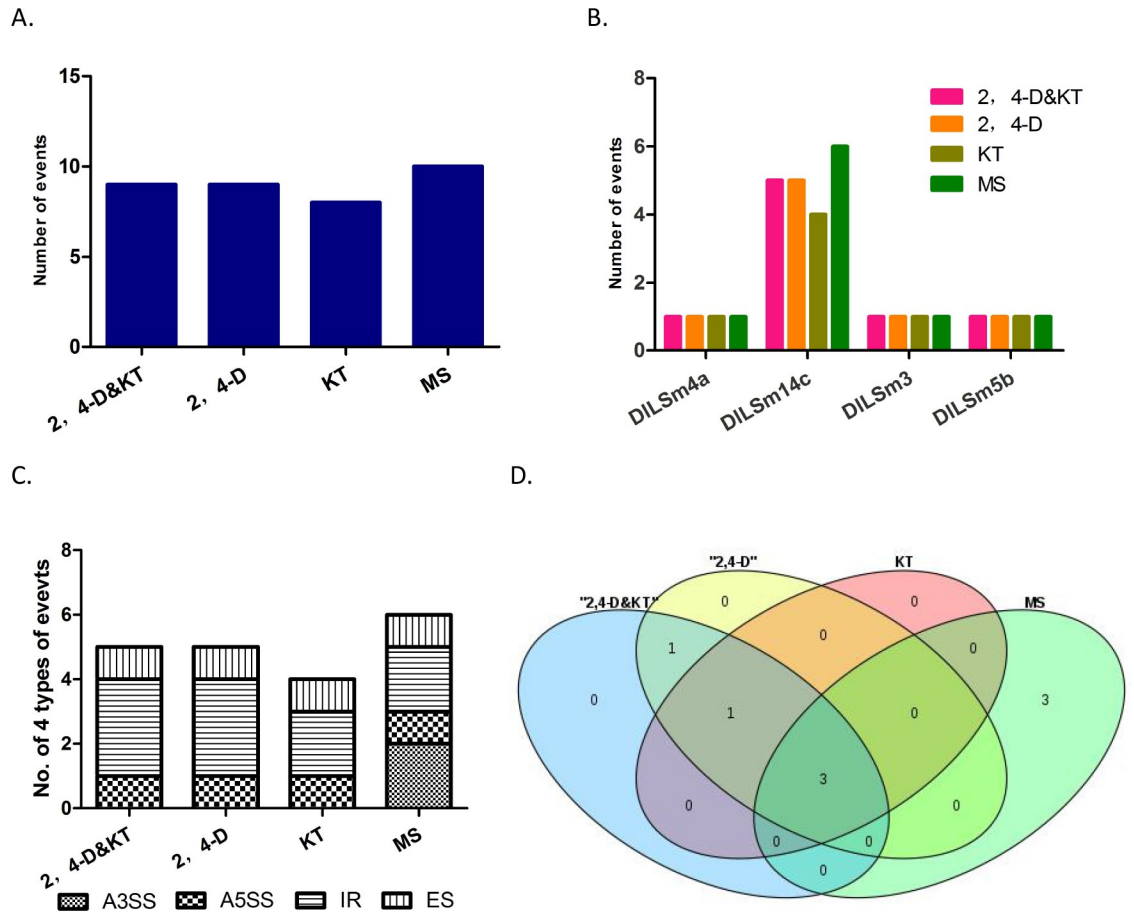 A.
Number of events
15
10
5
0
2, 4-D&KT
2, 4-D
KT
MS
B.
Number of events
8
6
4
2
0
2, 4-D&KT
2, 4-D
KT
MS
DILSm4a
DILSm14c
DILSm3
DILSm5b
C.
No. of 4 types of evevts
8
6
4
2
0
2, 4-D&KT
2, 4-D
KT
MS
A3SS A5SS IR ES
D.
"2,4-D" KT
"2,4-D&KT" MS
0 0
0
1 0
0 3
1 0
3
0 0
0 0
0